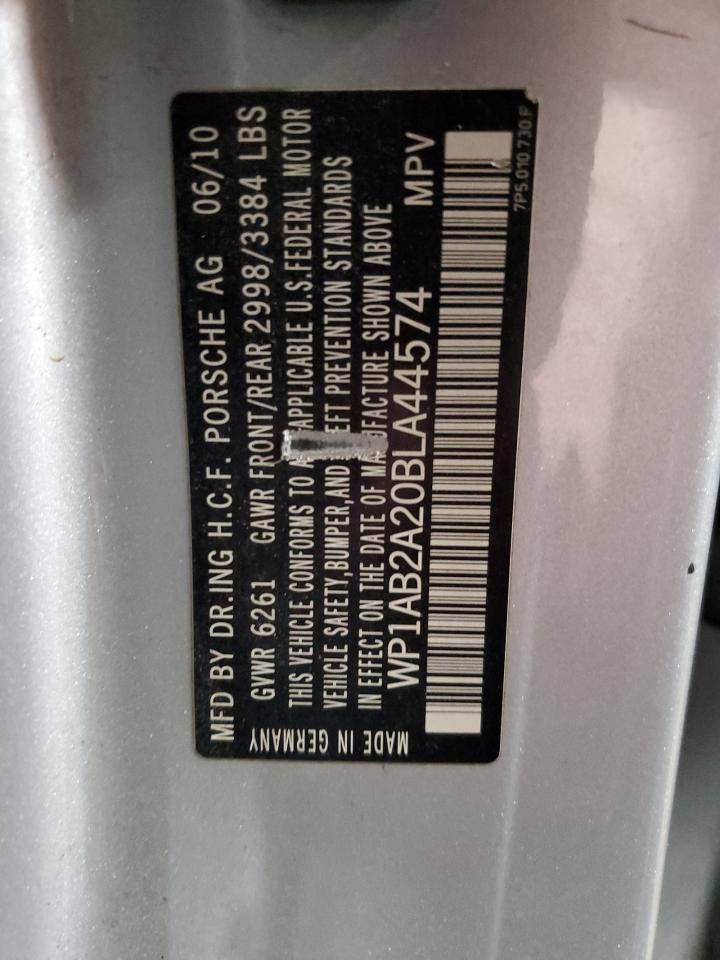 MFD BY DR.ING H.C.F. PORSCHE AG 06/10
GVWR 6261 GAWR FRONT/REAR 2998/3384 LBS
THIS VEHICLE CONFORMS TO APPLICABLE U.S.FEDERAL MOTOR
VEHICLE SAFETY,BUMPER,AND THEFT PREVENTION STANDARDS
IN EFFECT ON THE DATE OF MANUFACTURE SHOWN ABOVE
WP1AB2A20BLA44574 MPV
MADE IN GERMANY
7P5.010.730.F